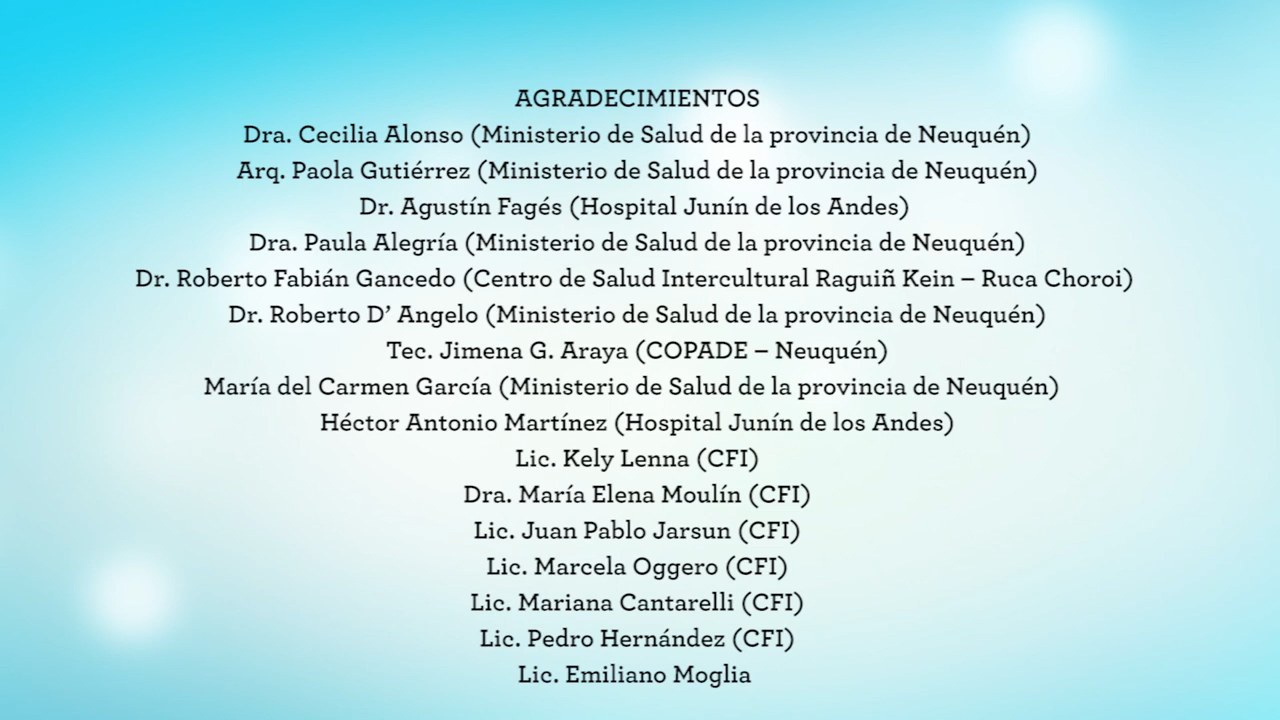 AGRADECIMIENTOS
Dra. Cecilia Alonso (Ministerio de Salud de la provincia de Neuquén)
Arq. Paola Gutiérrez (Ministerio de Salud de la provincia de Neuquén)
Dr. Agustín Fagés (Hospital Junín de los Andes)
Dra. Paula Alegría (Ministerio de Salud de la provincia de Neuquén)
Dr. Roberto Fabián Gancedo (Centro de Salud Intercultural Raguiñ Kein – Ruca Choroi)
Dr. Roberto D’ Angelo (Ministerio de Salud de la provincia de Neuquén)
Tec. Jimena G. Araya (COPADE – Neuquén)
María del Carmen García (Ministerio de Salud de la provincia de Neuquén)
Héctor Antonio Martínez (Hospital Junín de los Andes)
Lic. Kely Lenna (CFI)
Dra. María Elena Moulín (CFI)
Lic. Juan Pablo Jarsun (CFI)
Lic. Marcela Oggero (CFI)
Lic. Mariana Cantarelli (CFI)
Lic. Pedro Hernández (CFI)
Lic. Emiliano Moglia